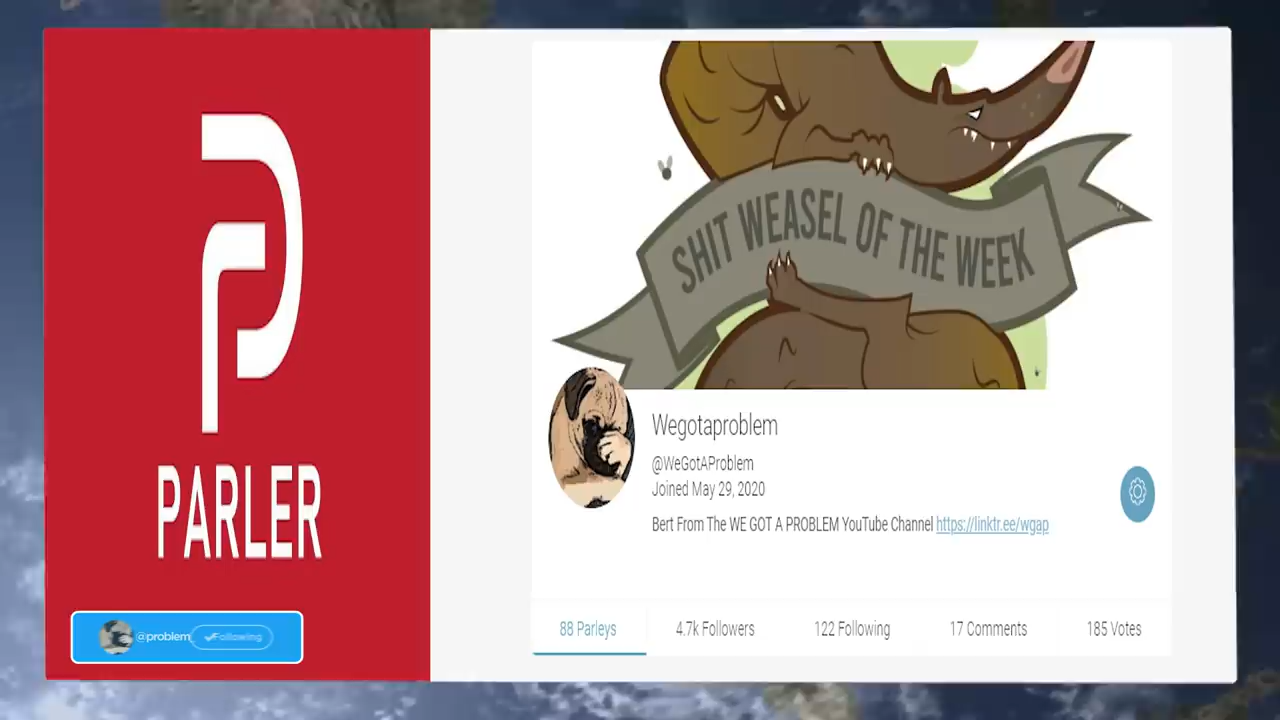 PARLER
@problem
Following
SHIT WEASEL OF THE WEEK
Wegotaproblem
@WeGotAProblem
Joined May 29, 2020
Bert From The WE GOT A PROBLEM YouTube Channel https://linktr.ee/wgap
88 Parleys 4.7k Followers 122 Following 17 Comments 185 Votes